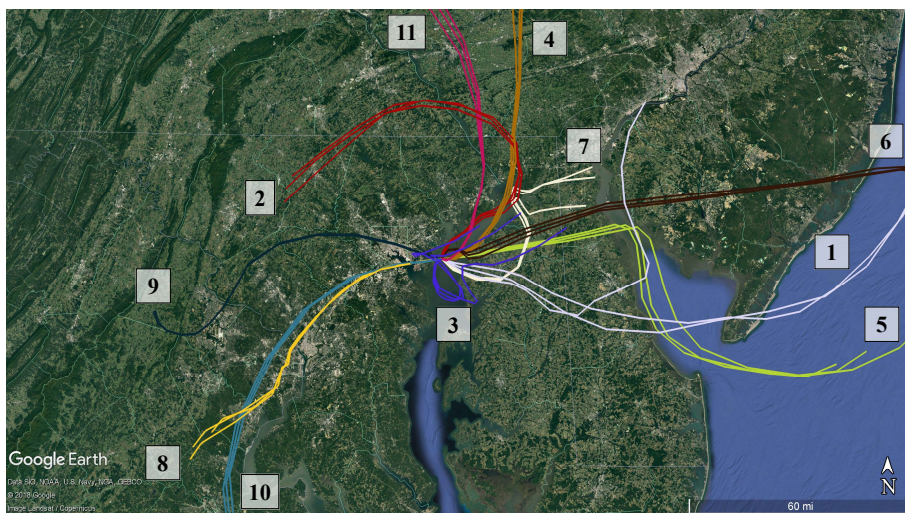 11
4
7
6
2
1
9
3
5
8
10
Google Earth
Data SIO, NOAA, U.S. Navy, NGA, GEBCO
© 2018 Google
Image Landsat / Copernicus
N
60 mi